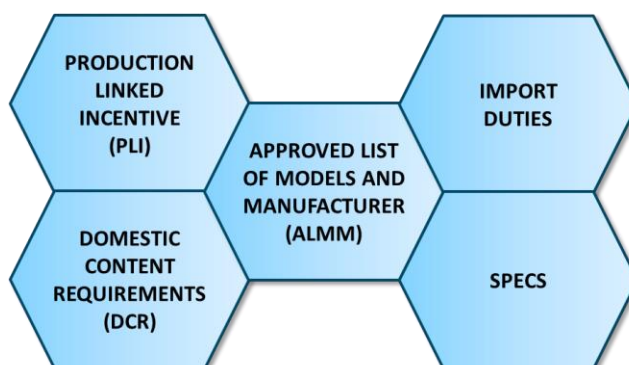 PRODUCTION
LINKED
INCENTIVE
(PLI)
DOMESTIC
CONTENT
REQUIREMENTS
(DCR)
APPROVED LIST
OF MODELS AND
MANUFACTURER
(ALMM)
IMPORT
DUTIES
SPECS